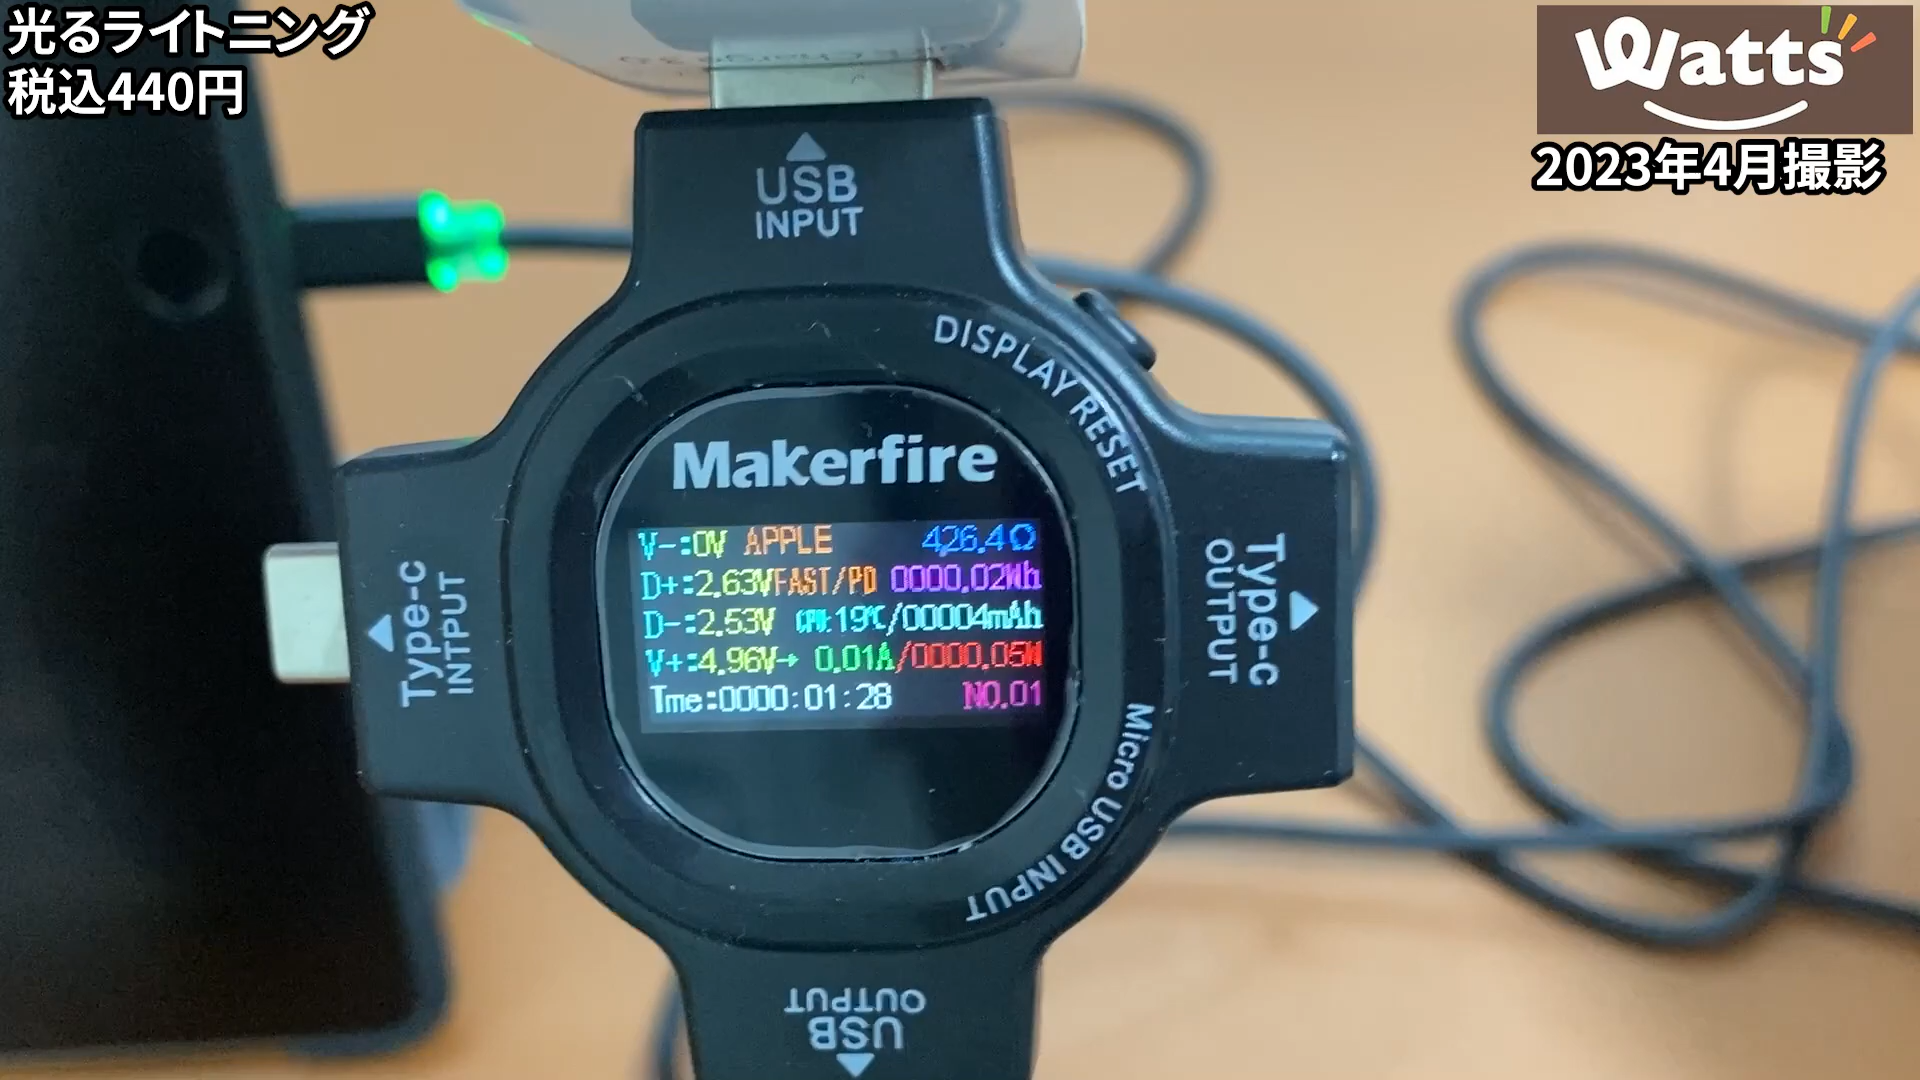 光るライトニング
税込440円
Watts
2023年4月撮影
USB
INPUT
DISPLAY RESET
Makerfire
V-:0V APPLE 426.4Ω
D+:2.63V FAST/PD 0000.02Wh
D-:2.53V CPU:19℃/00004mAh
V+:4.96V→ 0.01A/0000.05W
Tme:0000:01:28 NO.01
Type-c
INTPUT
Type-c
OUTPUT
Micro USB INPUT
USB
OUTPUT